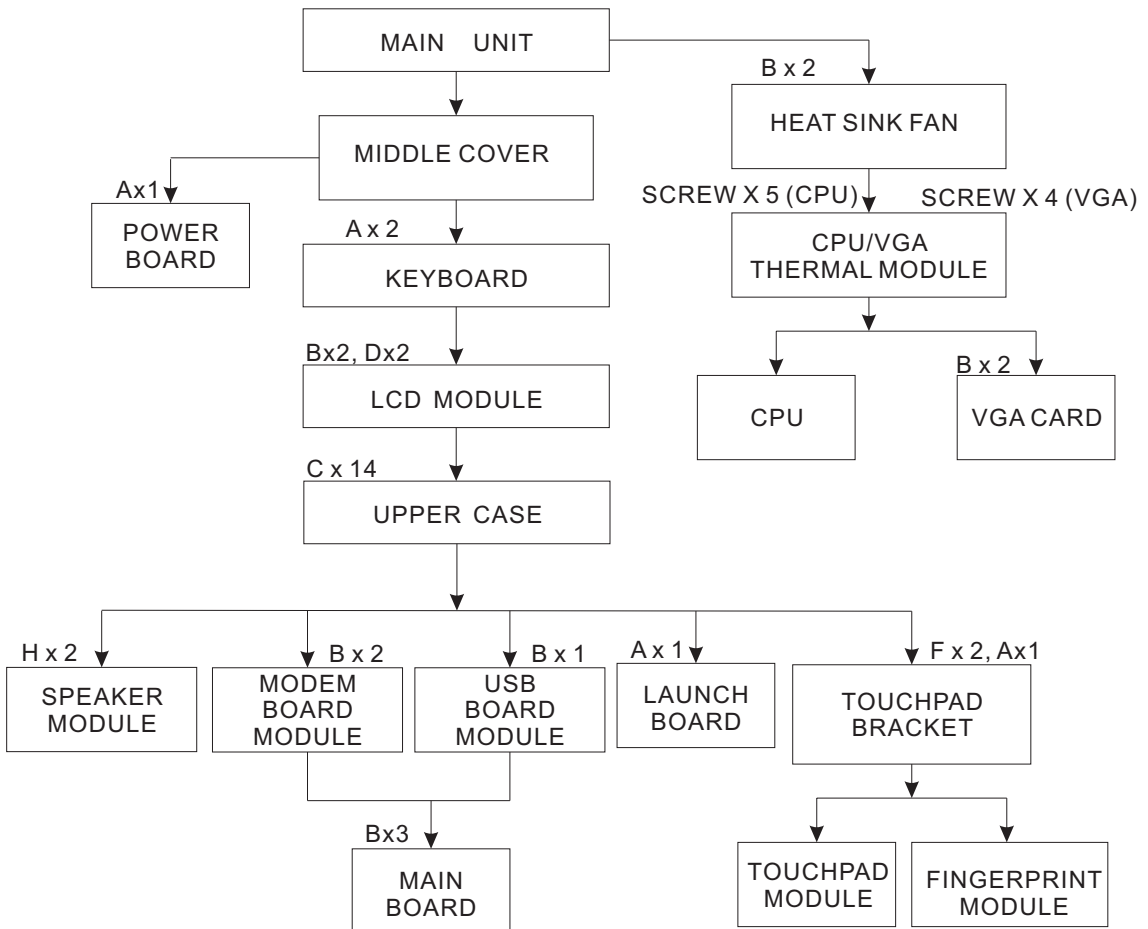 MAIN UNIT
B x 2
HEAT SINK FAN
MIDDLE COVER
Ax1
POWER
BOARD
SCREW X 5 (CPU)
SCREW X 4 (VGA)
A x 2
CPU/VGA
THERMAL MODULE
KEYBOARD
Bx2, Dx2
LCD MODULE
B x 2
CPU
VGA CARD
C x 14
UPPER CASE
H x 2
B x 2
B x 1
A x 1
F x 2, Ax1
SPEAKER
MODULE
MODEM
BOARD
MODULE
USB
BOARD
MODULE
LAUNCH
BOARD
TOUCHPAD
BRACKET
Bx3
MAIN
BOARD
TOUCHPAD
MODULE
FINGERPRINT
MODULE